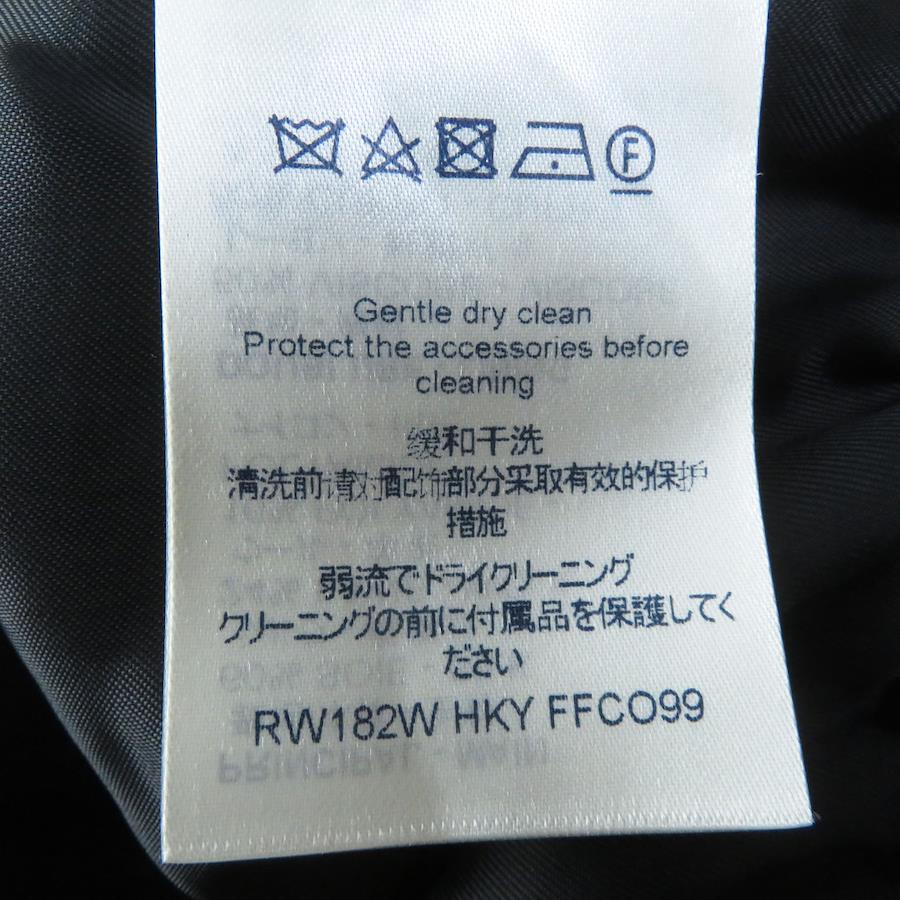 F
Gentle dry clean
Protect the accessories before
cleaning
缓和干洗
清洗前请对配饰部分采取有效的保护
措施
弱流でドライクリーニング
クリーニングの前に付属品を保護してく
ださい
RW182W HKY FFCO99